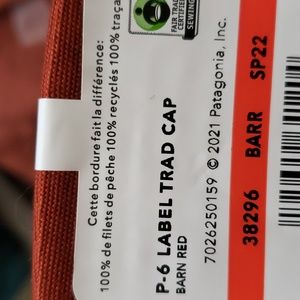 Cette bordure fait la différence:
100% de filets de pêche 100% recyclés 100% traça
FAIR TRADE
CERTIFIED
SEWING
P-6 LABEL TRAD CAP
BARN RED
7026250159 © 2021 Patagonia, Inc.
38296 BARR SP22